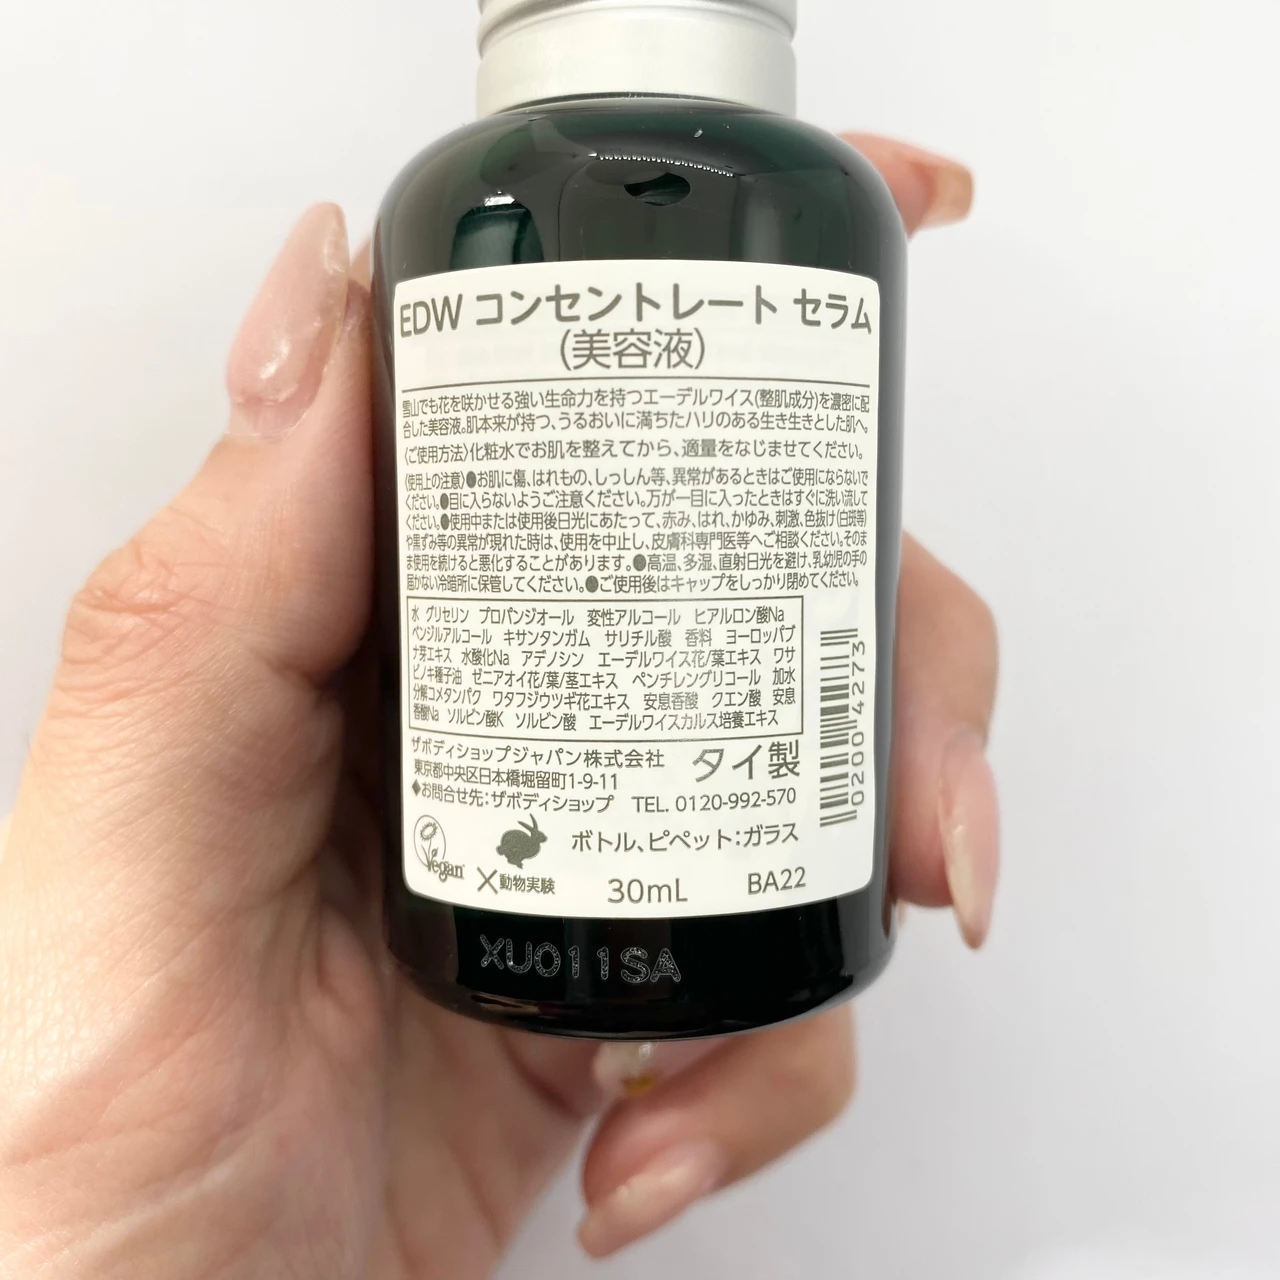 EDW コンセントレート セラム
(美容液)
雪山でも花を咲かせる強い生命力を持つエーデルワイス(整肌成分)を濃密に配
合した美容液。肌本来が持つ、うるおいに満ちたハリのある生き生きとした肌へ。
〈ご使用方法〉化粧水でお肌を整えてから、適量をなじませてください。
〈使用上の注意〉●お肌に傷、はれもの、しっしん等、異常があるときはご使用にならないで
ください。●目に入らないようご注意ください。万が一目に入ったときはすぐに洗い流して
ください。●使用中または使用後日光にあたって、赤み、はれ、かゆみ、刺激、色抜け(白斑等)
や黒ずみ等の異常が現れた時は、使用を中止し、皮膚科専門医等へご相談ください。そのま
ま使用を続けると悪化することがあります。●高温、多湿、直射日光を避け、乳幼児の手の
届かない冷暗所に保管してください。●ご使用後はキャップをしっかり閉めてください。
水 グリセリン プロパンジオール 変性アルコール ヒアルロン酸Na
ベンジルアルコール キサンタンガム サリチル酸 香料 ヨーロッパブ
ナ芽エキス 水酸化Na アデノシン エーデルワイス花/葉エキス ワサ
ビノキ種子油 ゼニアオイ花/葉/茎エキス ペンチレングリコール 加水
分解コメタンパク ワタフジウツギ花エキス 安息香酸 クエン酸 安息
香酸Na ソルビン酸K ソルビン酸 エーデルワイスカルス培養エキス
ザボディショップジャパン株式会社 タイ製
東京都中央区日本橋堀留町1-9-11
◆お問合せ先:ザボディショップ TEL. 0120-992-570
Vegan
×動物実験
ボトル、ピペット:ガラス
30mL BA22
02004273
XU011SA